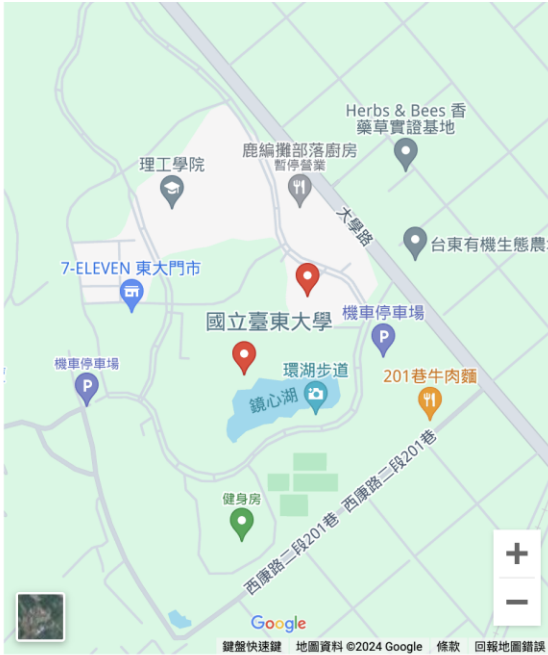 Herbs & Bees 香
藥草實證基地
鹿編攤部落廚房
暫停營業
理工學院
大學路
台東有機生態農
7-ELEVEN 東大門市
國立臺東大學
機車停車場
P
機車停車場
P
環湖步道
鏡心湖
201巷牛肉麵
西康路二段201巷
西康路二段201巷
健身房
Google
鍵盤快速鍵 地圖資料 ©2024 Google 條款 回報地圖錯誤